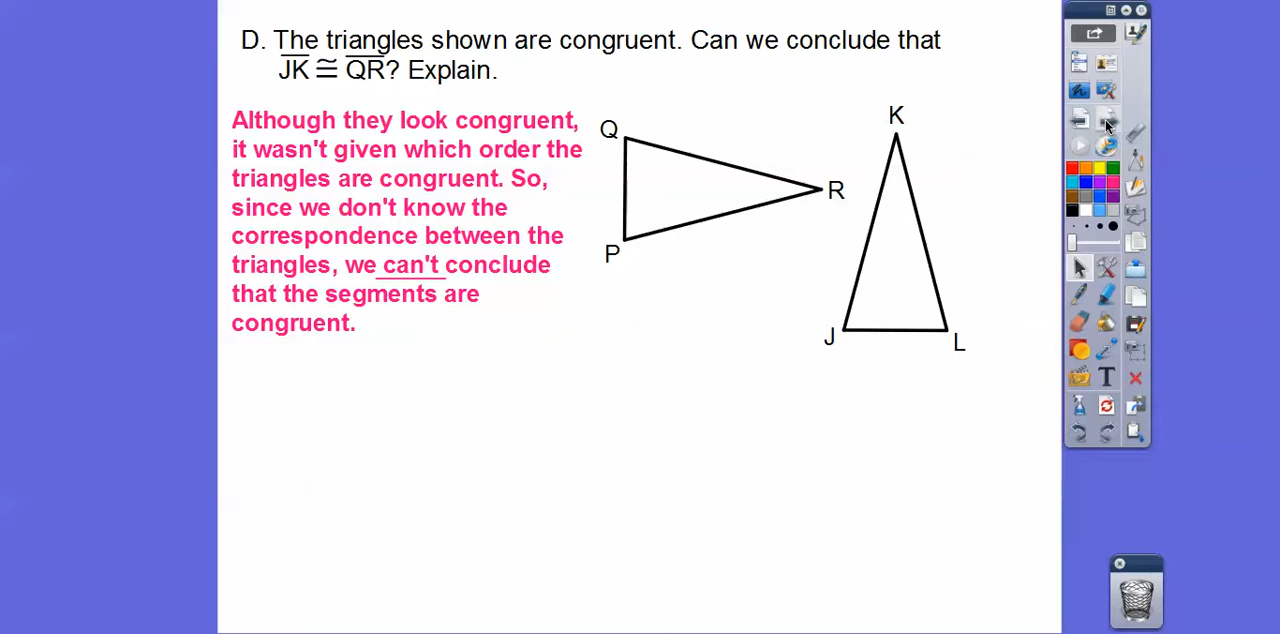 D. The triangles shown are congruent. Can we conclude that
JK ≅ QR? Explain.
Although they look congruent,
it wasn't given which order the
triangles are congruent. So,
since we don't know the
correspondence between the
triangles, we can't conclude
that the segments are
congruent.
Q
R
P
K
J
L
T